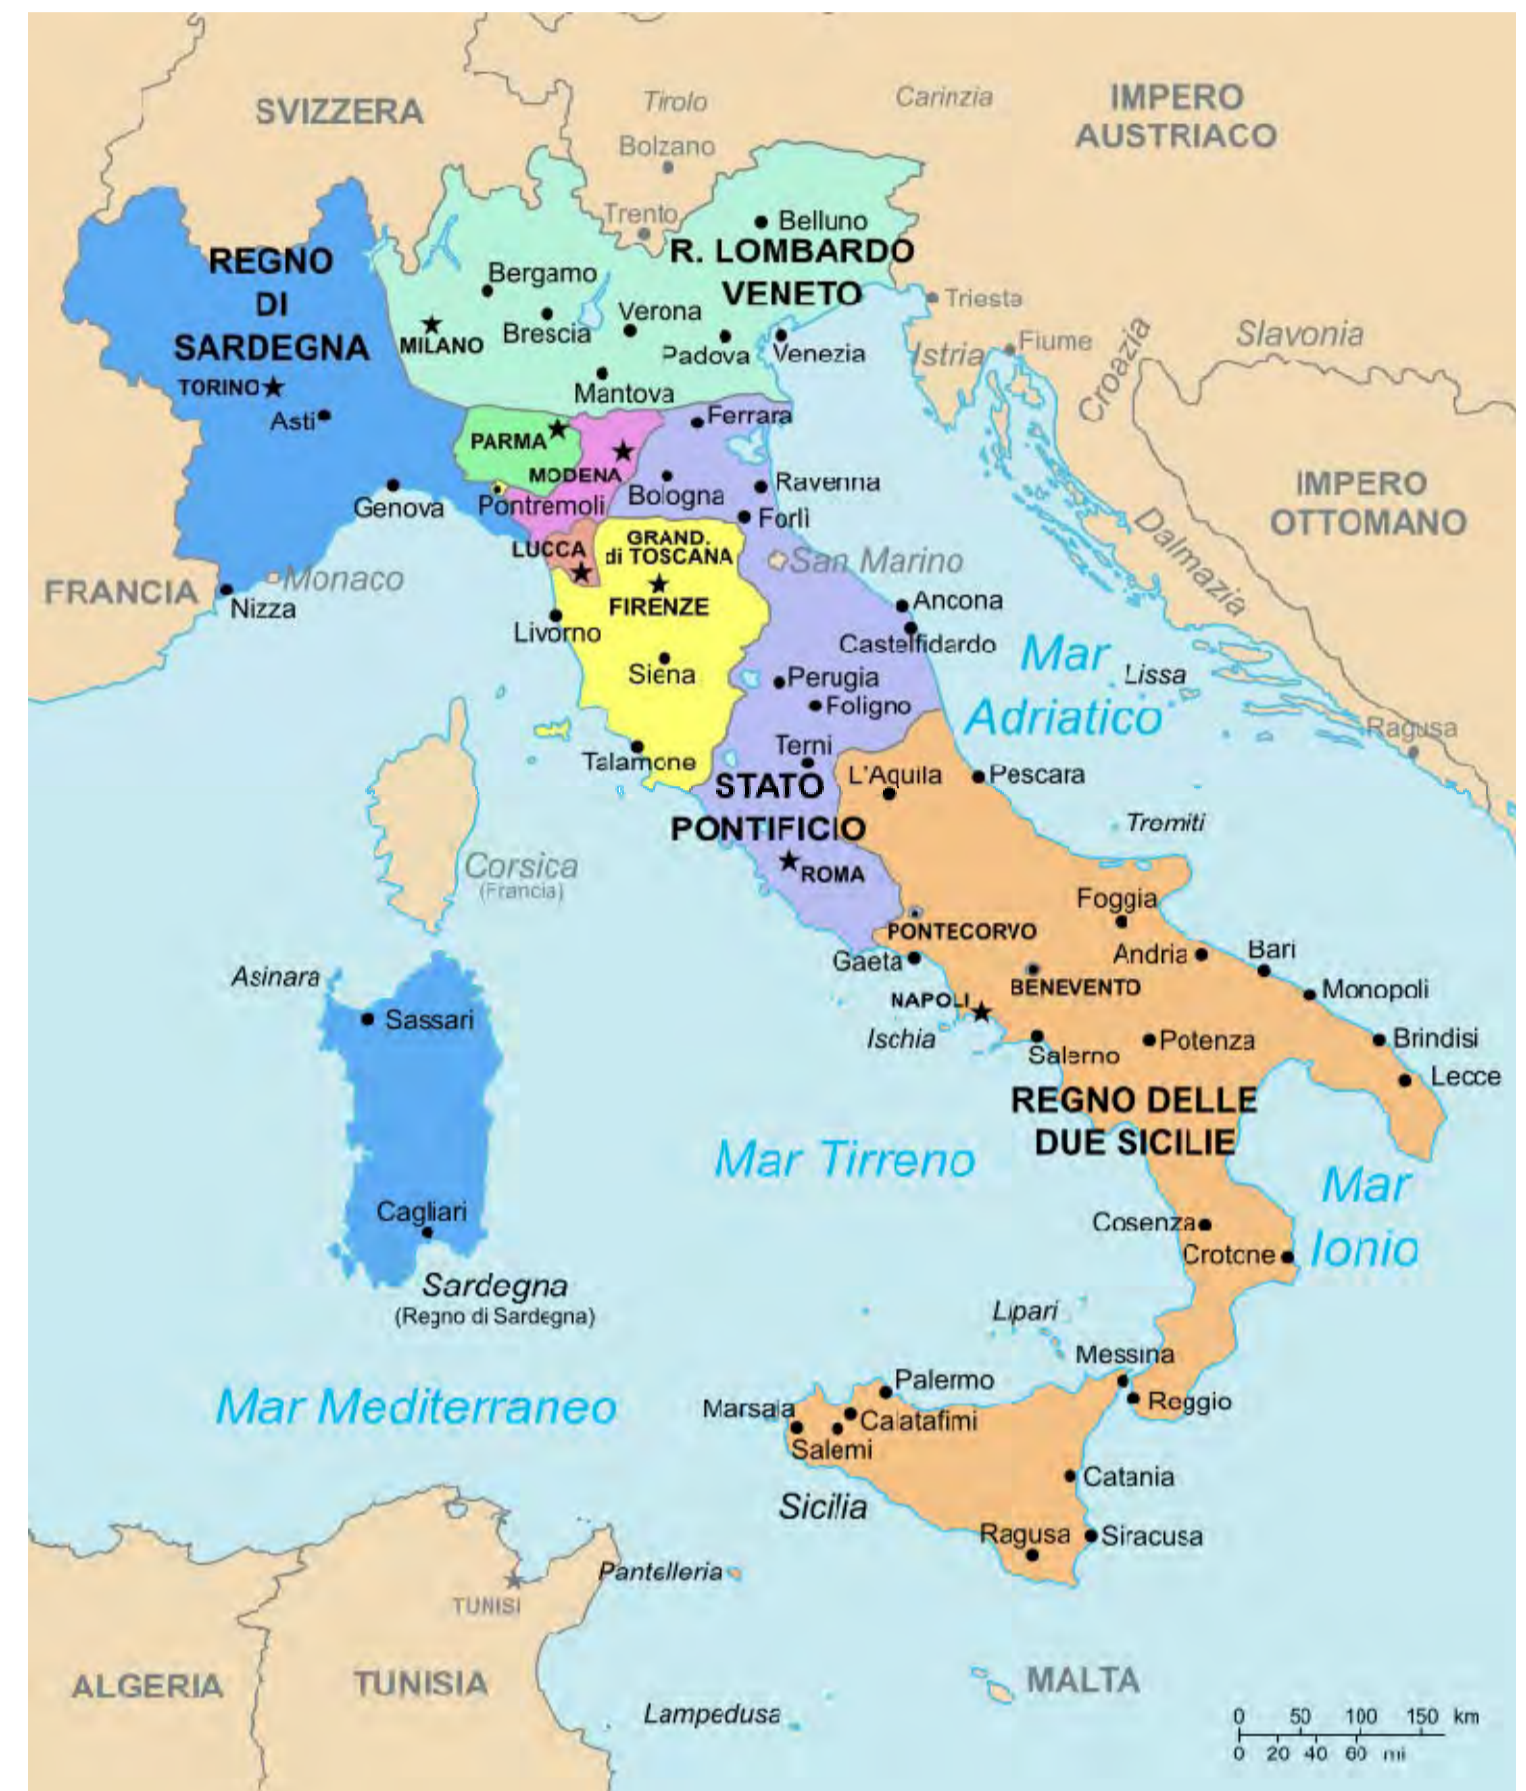 SVIZZERA
Tirolo
Carinzia
IMPERO
AUSTRIACO
Bolzano
Trento
Belluno
R. LOMBARDO
VENETO
REGNO
DI
SARDEGNA
Bergamo
Brescia
Verona
Padova
Venezia
MILANO
Mantova
TORINO
Asti
Trieste
Istria
Fiume
Croazia
Slavonia
Ferrara
PARMA
MODENA
Pontremoli
Bologna
Ravenna
Forlì
Genova
IMPERO
OTTOMANO
Dalmazia
LUCCA
GRAND.
di TOSCANA
FIRENZE
San Marino
FRANCIA
Monaco
Nizza
Livorno
Siena
Ancona
Castelfidardo
Mar
Adriatico
Lissa
Ragusa
Perugia
Foligno
Terni
Talamone
STATO
PONTIFICIO
ROMA
L'Aquila
Pescara
Tremiti
Corsica
(Francia)
Foggia
PONTECORVO
Gaeta
Andria
Bari
BENEVENTO
Monopoli
NAPOLI
Ischia
Salerno
Potenza
Brindisi
Lecce
Asinara
Sassari
REGNO DELLE
DUE SICILIE
Mar Tirreno
Mar
Ionio
Cagliari
Sardegna
(Regno di Sardegna)
Cosenza
Crotone
Lipari
Messina
Reggio
Mar Mediterraneo
Palermo
Marsala
Calatafimi
Salemi
Catania
Sicilia
Ragusa
Siracusa
Pantelleria
TUNISI
ALGERIA
TUNISIA
MALTA
Lampedusa
0 50 100 150 km
0 20 40 60 mi